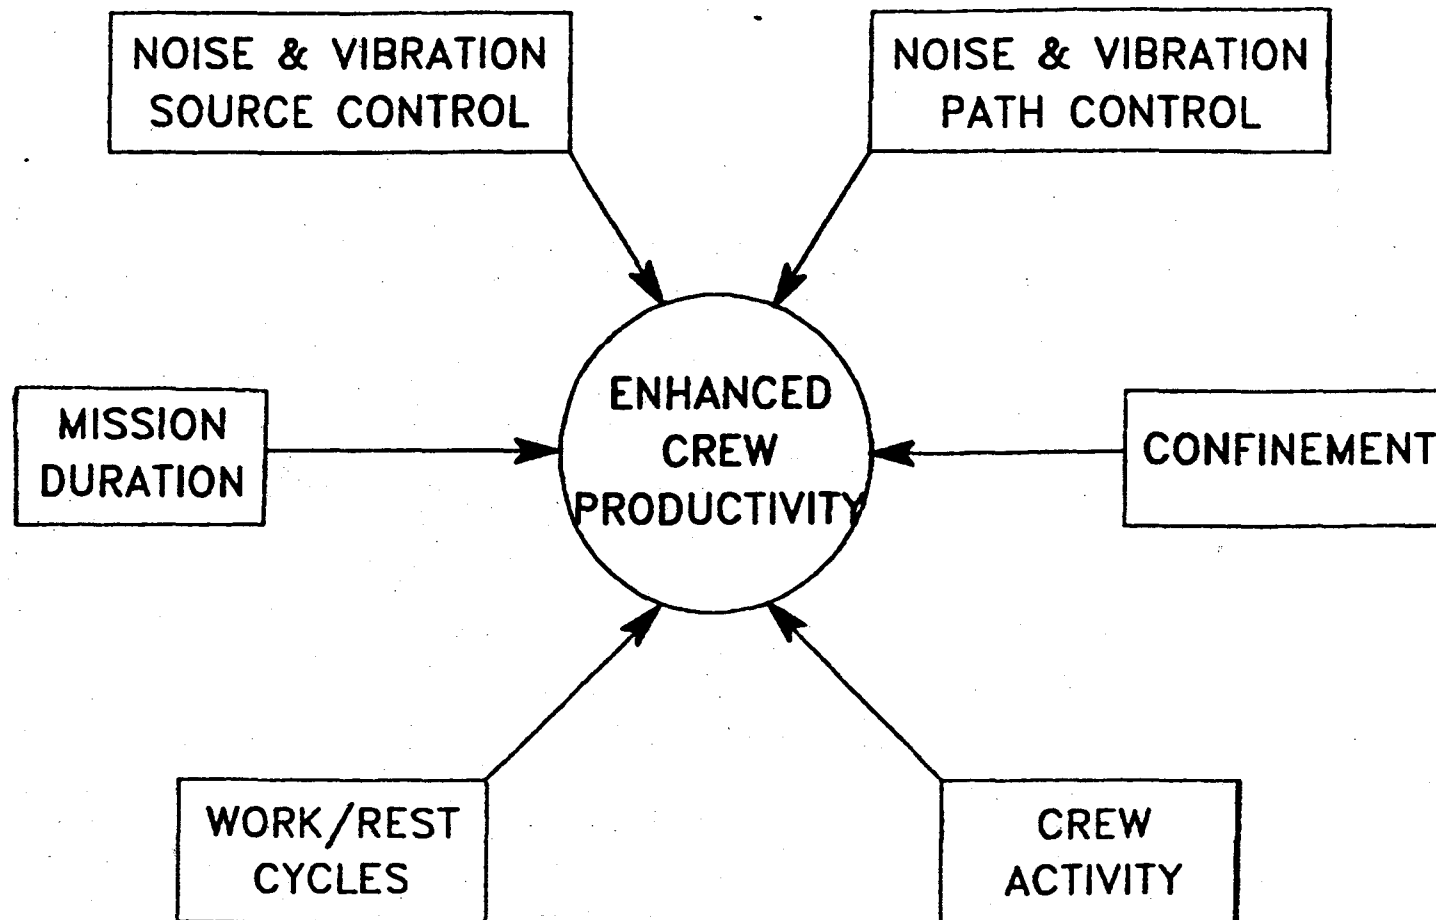 NOISE & VIBRATION
SOURCE CONTROL
NOISE & VIBRATION
PATH CONTROL
MISSION
DURATION
ENHANCED
CREW
PRODUCTIVITY
CONFINEMENT
WORK/REST
CYCLES
CREW
ACTIVITY